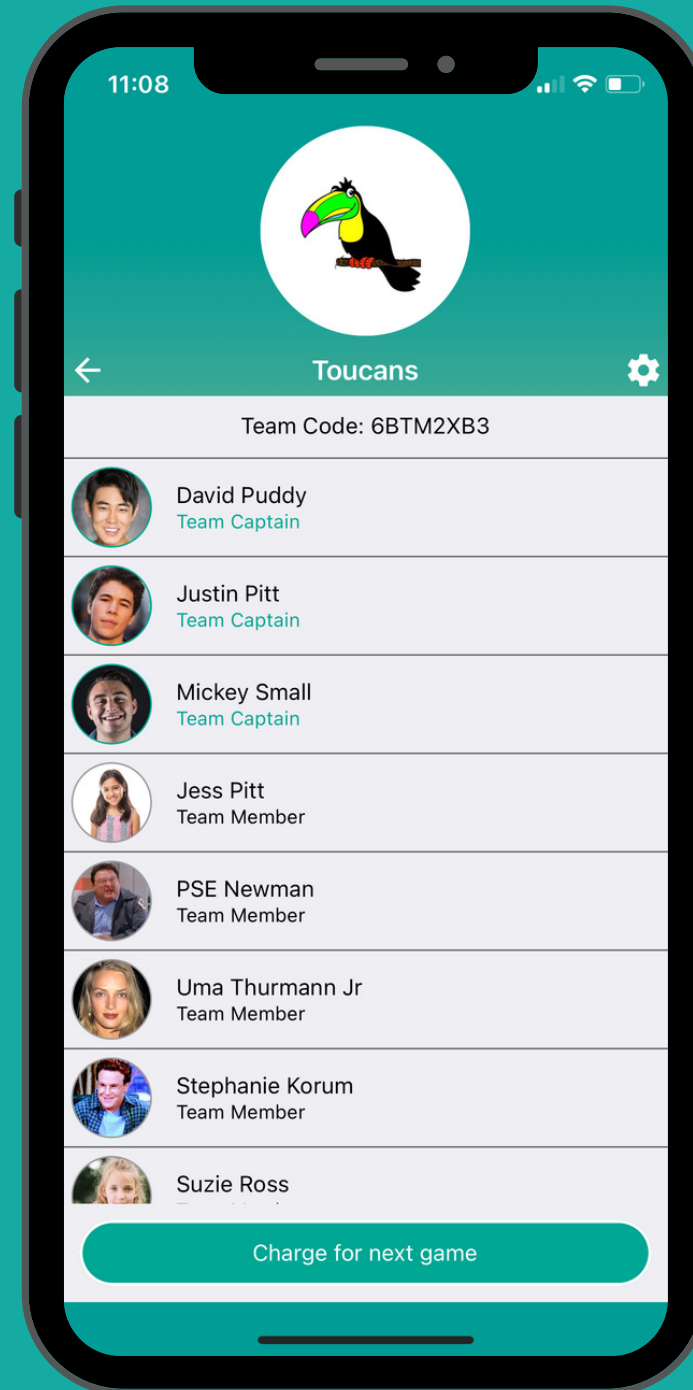 11:08
Toucans
Team Code: 6BTM2XB3
David Puddy
Team Captain
Justin Pitt
Team Captain
Mickey Small
Team Captain
Jess Pitt
Team Member
PSE Newman
Team Member
Uma Thurmann Jr
Team Member
Stephanie Korum
Team Member
Suzie Ross
Charge for next game